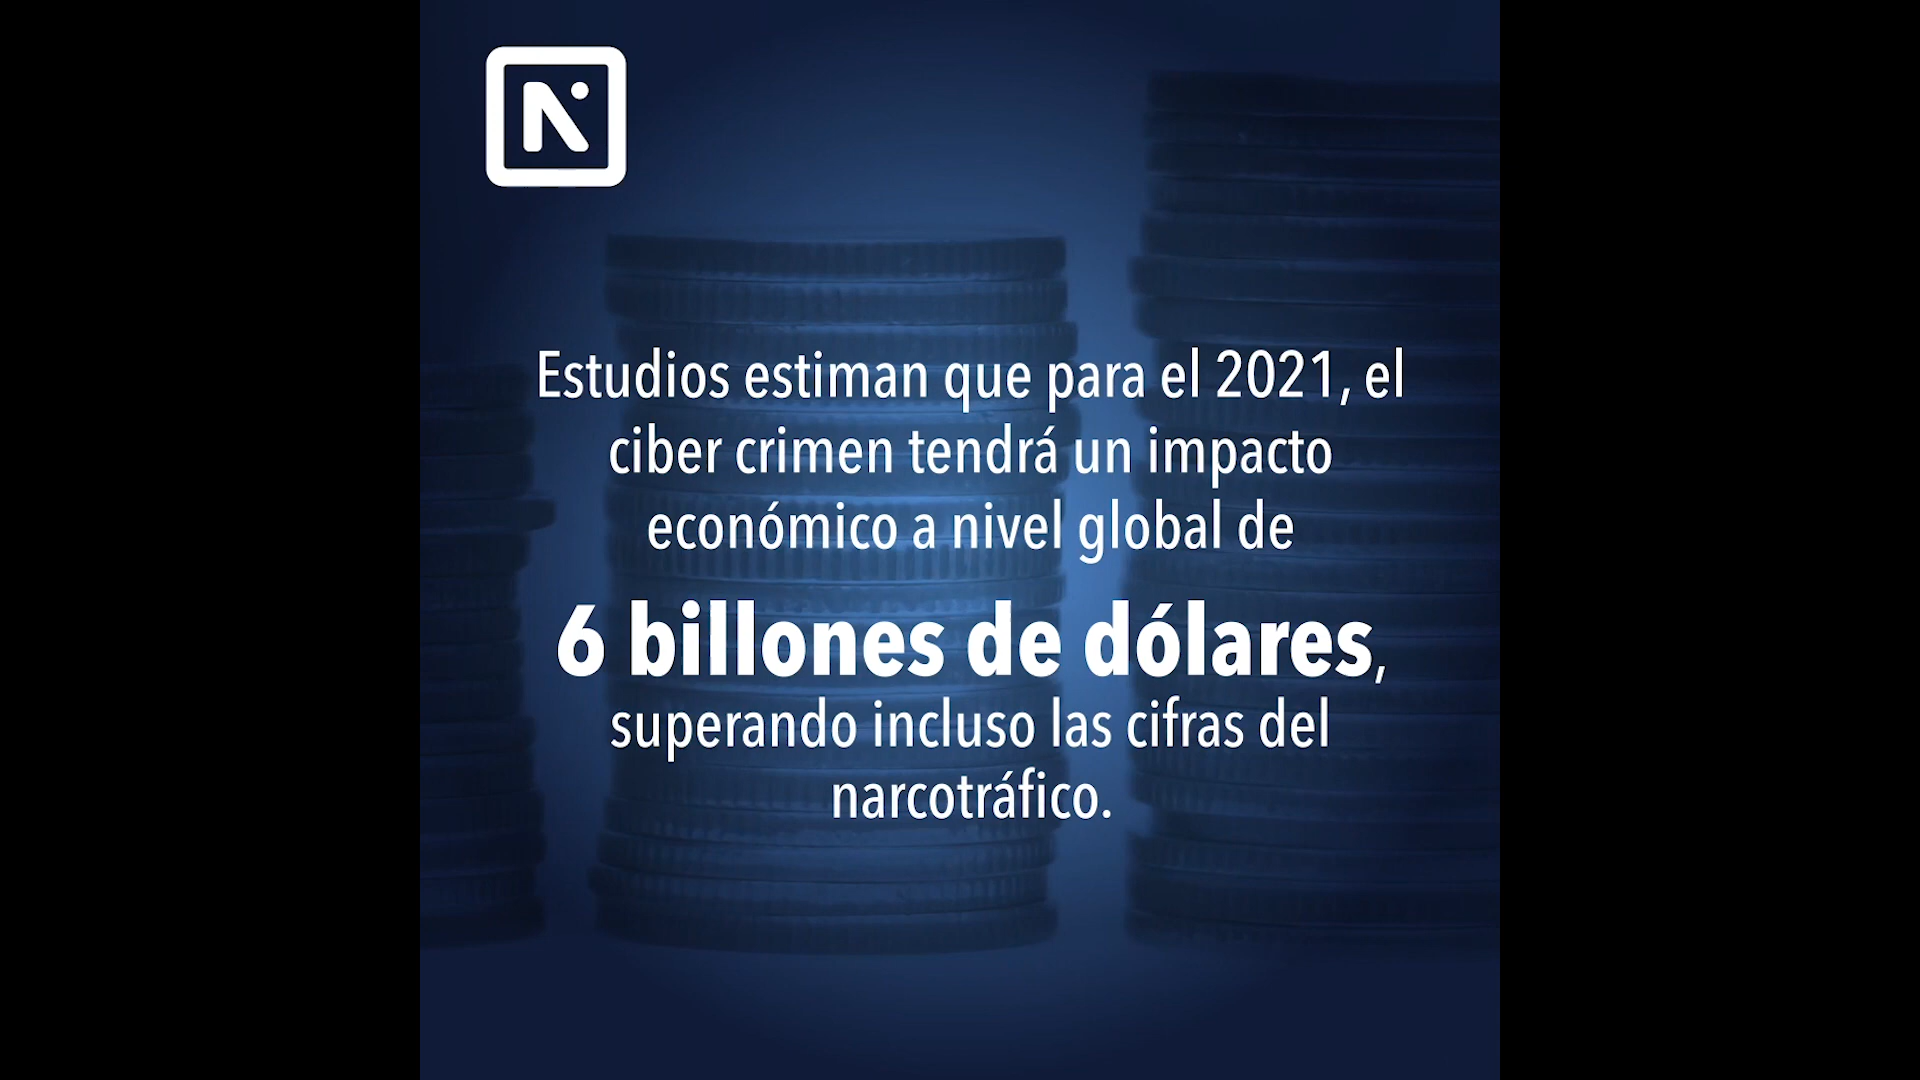 N
Estudios estiman que para el 2021, el
ciber crimen tendrá un impacto
económico a nivel global de
6 billones de dólares,
superando incluso las cifras del
narcotráfico.